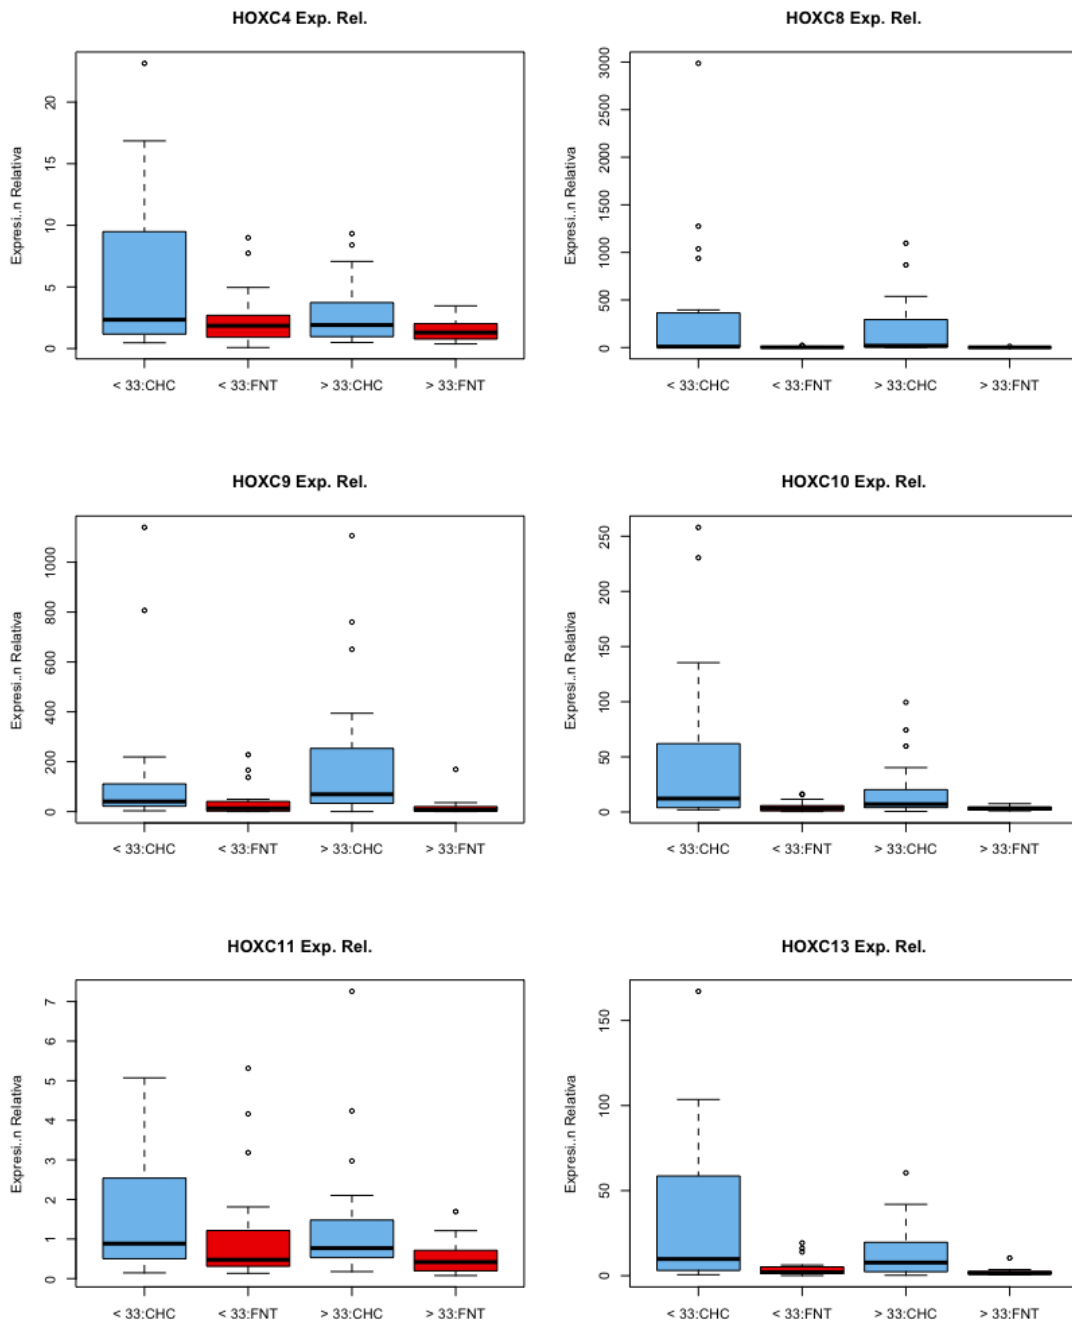 HOXC4 Exp. Rel.
Expresi..n Relativa
20
15
10
5
0
< 33:CHC < 33:FNT > 33:CHC > 33:FNT
HOXC8 Exp. Rel.
Expresi..n Relativa
3000
2500
2000
1500
1000
500
0
< 33:CHC < 33:FNT > 33:CHC > 33:FNT
HOXC9 Exp. Rel.
Expresi..n Relativa
1000
800
600
400
200
0
< 33:CHC < 33:FNT > 33:CHC > 33:FNT
HOXC10 Exp. Rel.
Expresi..n Relativa
250
200
150
100
50
0
< 33:CHC < 33:FNT > 33:CHC > 33:FNT
HOXC11 Exp. Rel.
Expresi..n Relativa
7
6
5
4
3
2
1
0
< 33:CHC < 33:FNT > 33:CHC > 33:FNT
HOXC13 Exp. Rel.
Expresi..n Relativa
150
100
50
0
< 33:CHC < 33:FNT > 33:CHC > 33:FNT